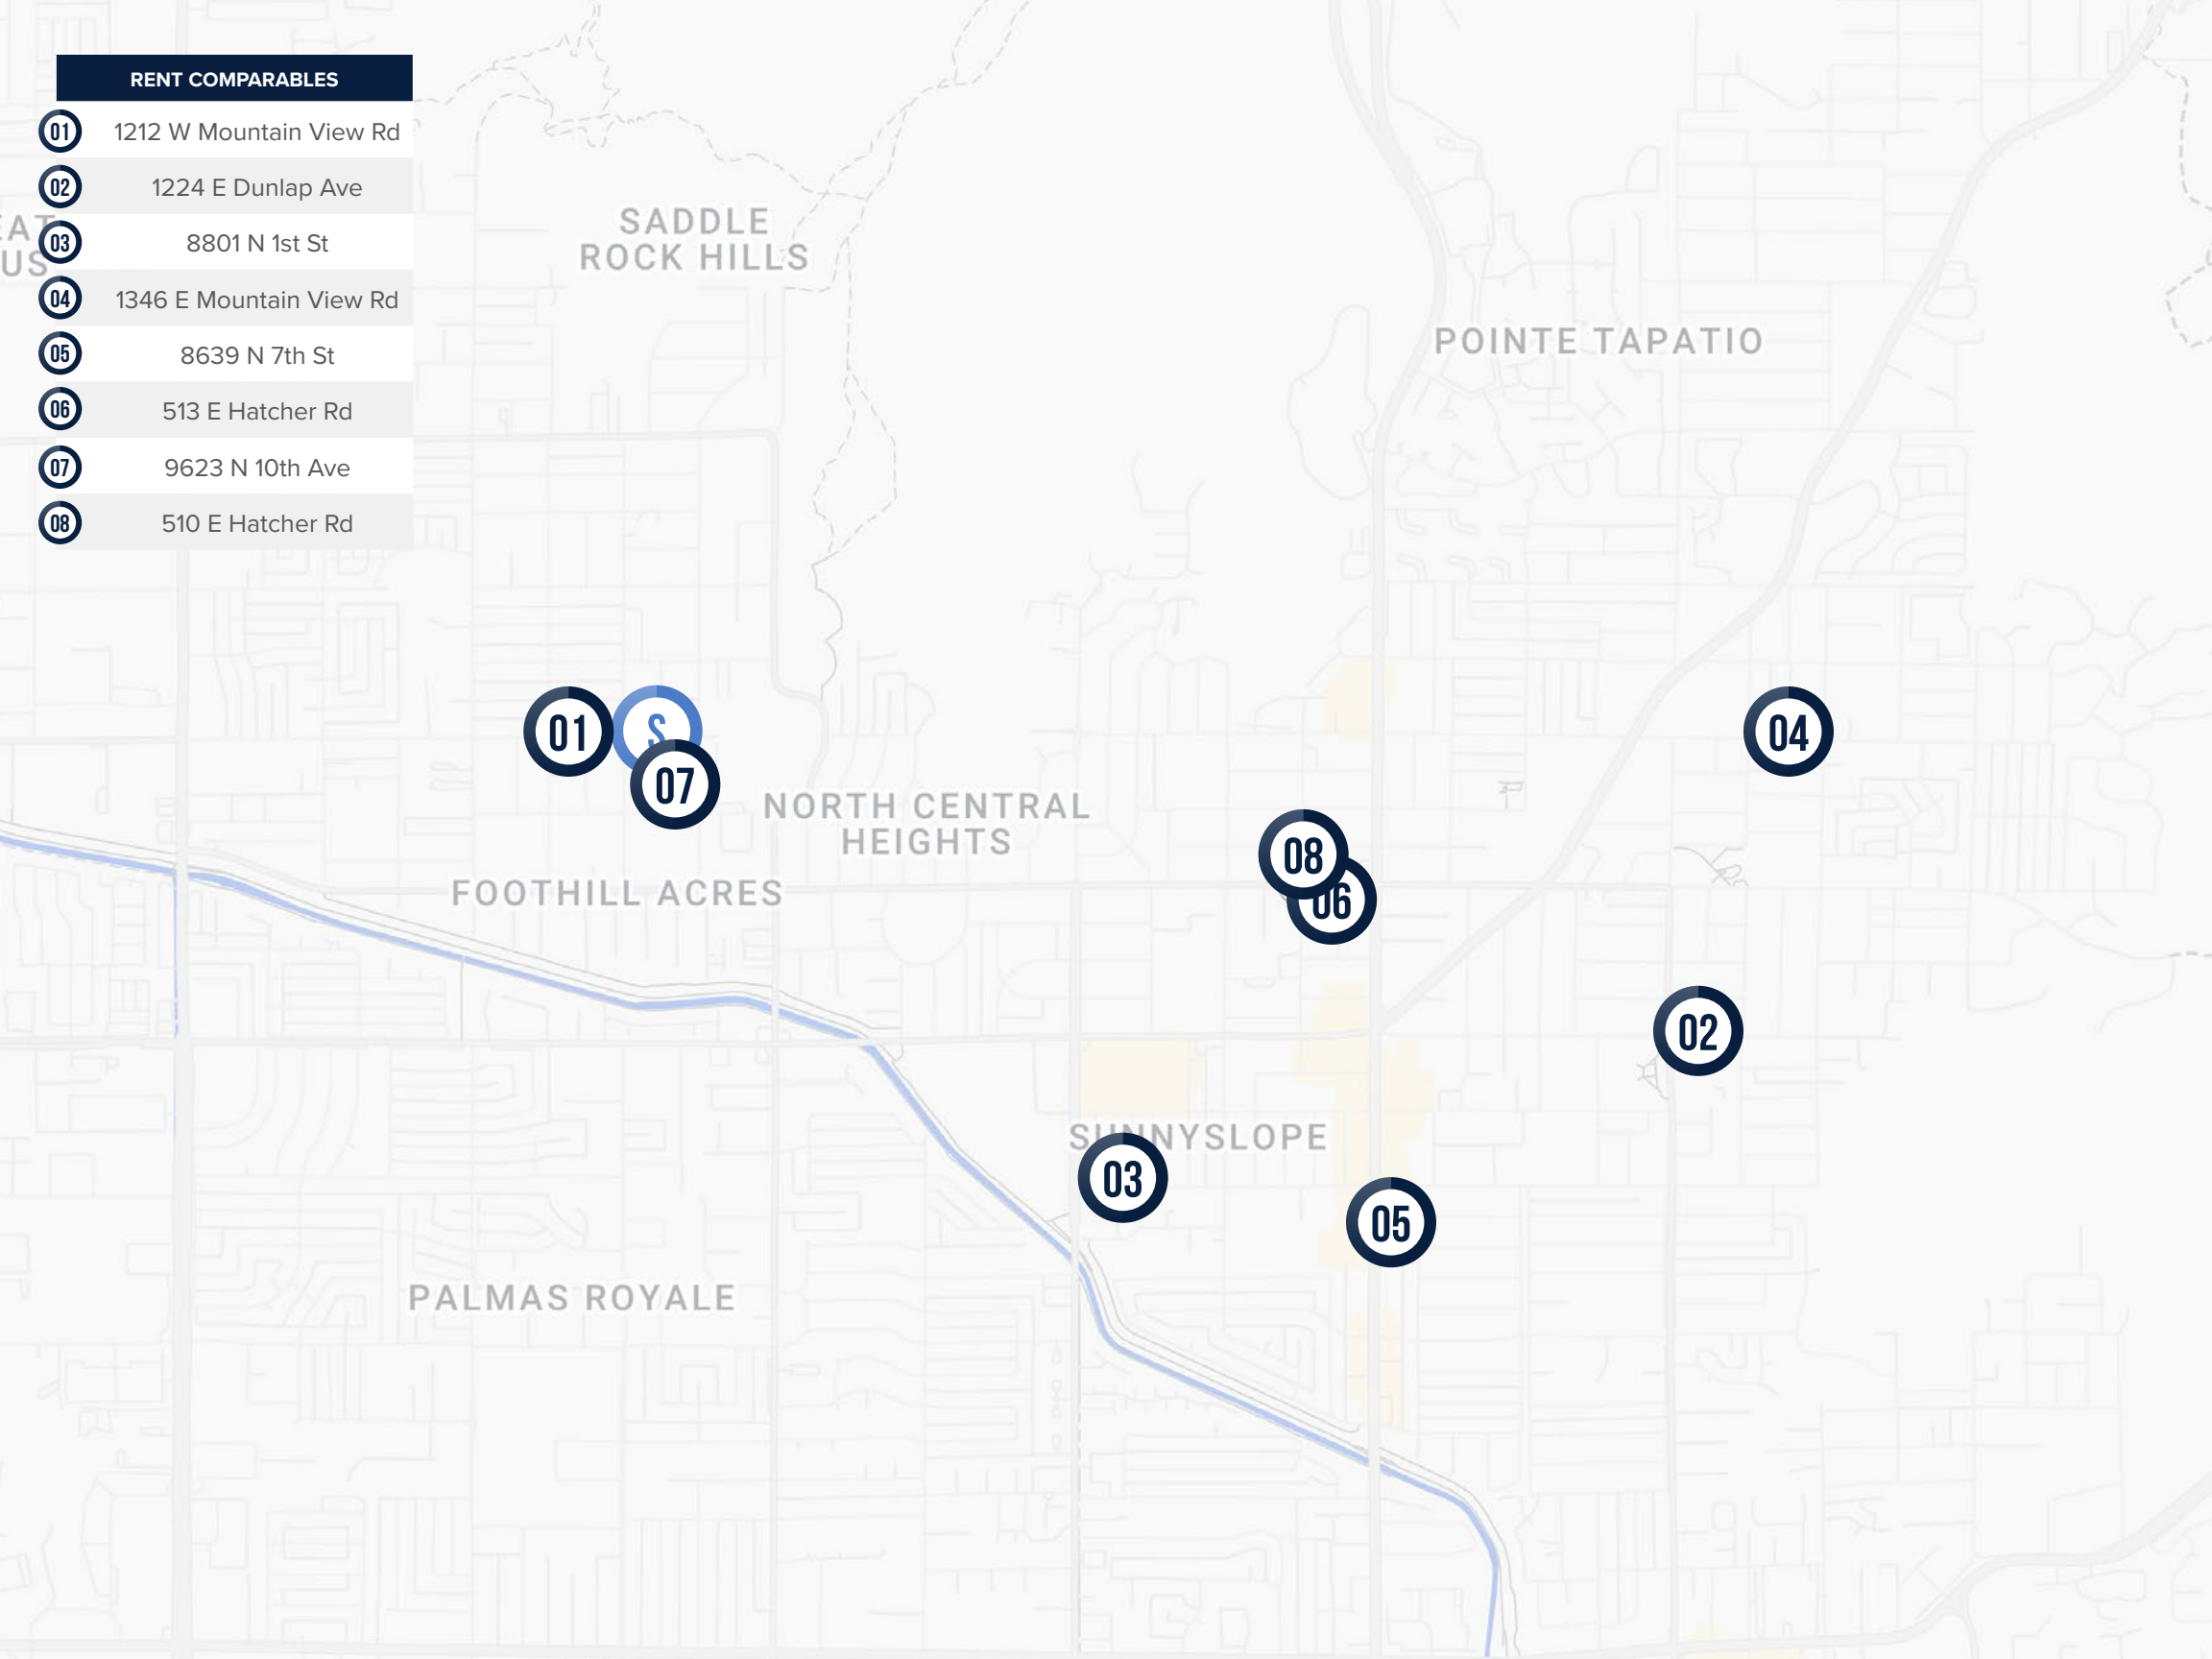 RENT COMPARABLES
01 1212 W Mountain View Rd
02 1224 E Dunlap Ave
03 8801 N 1st St
04 1346 E Mountain View Rd
05 8639 N 7th St
06 513 E Hatcher Rd
07 9623 N 10th Ave
08 510 E Hatcher Rd
SADDLE
ROCK HILLS
POINTE TAPATIO
01
S
07
04
NORTH CENTRAL
HEIGHTS
08
06
FOOTHILL ACRES
02
SUNNYSLOPE
03
05
PALMAS ROYALE